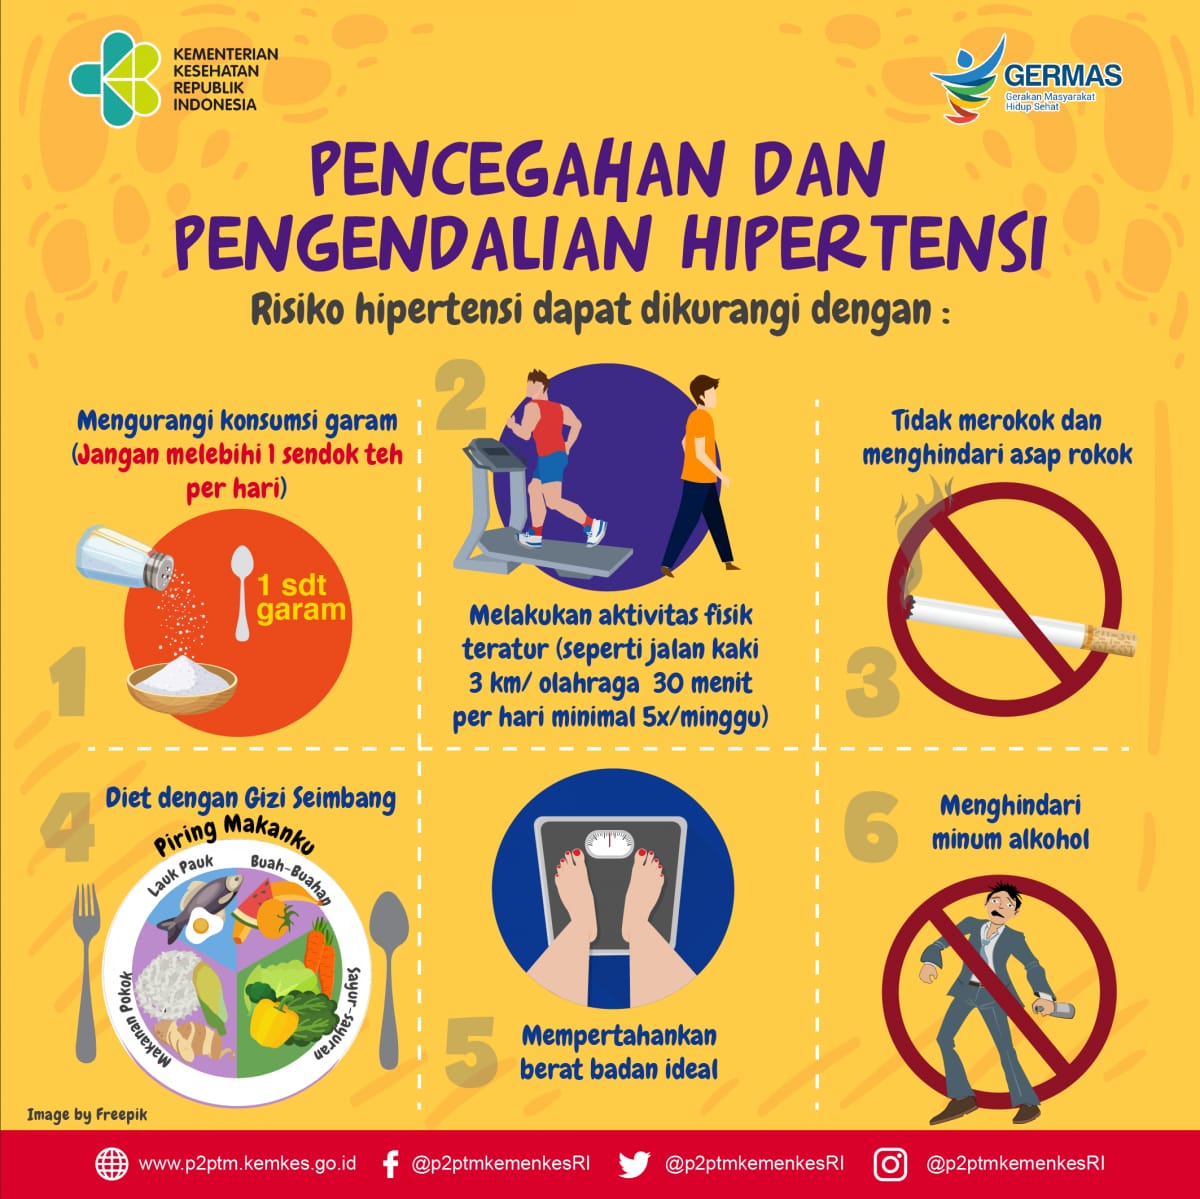 KEMENTERIAN
KESEHATAN
REPUBLIK
INDONESIA
GERMAS
Gerakan Masyarakat
Hidup Sehat
PENCEGAHAN DAN
PENGENDALIAN HIPERTENSI
Risiko hipertensi dapat dikurangi dengan :
1
Mengurangi konsumsi garam
(Jangan melebihi 1 sendok teh
per hari)
1 sdt
garam
2
Melakukan aktivitas fisik
teratur (seperti jalan kaki
3 km/ olahraga 30 menit
per hari minimal 5x/minggu)
3
Tidak merokok dan
menghindari asap rokok
4
Diet dengan Gizi Seimbang
Piring Makanku
Lauk Pauk
Buah-Buahan
Makanan Pokok
Sayur-sayuran
5
Mempertahankan
berat badan ideal
6
Menghindari
minum alkohol
Image by Freepik
www.p2ptm.kemkes.go.id
@p2ptmkemenkesRI
@p2ptmkemenkesRI
@p2ptmkemenkesRI